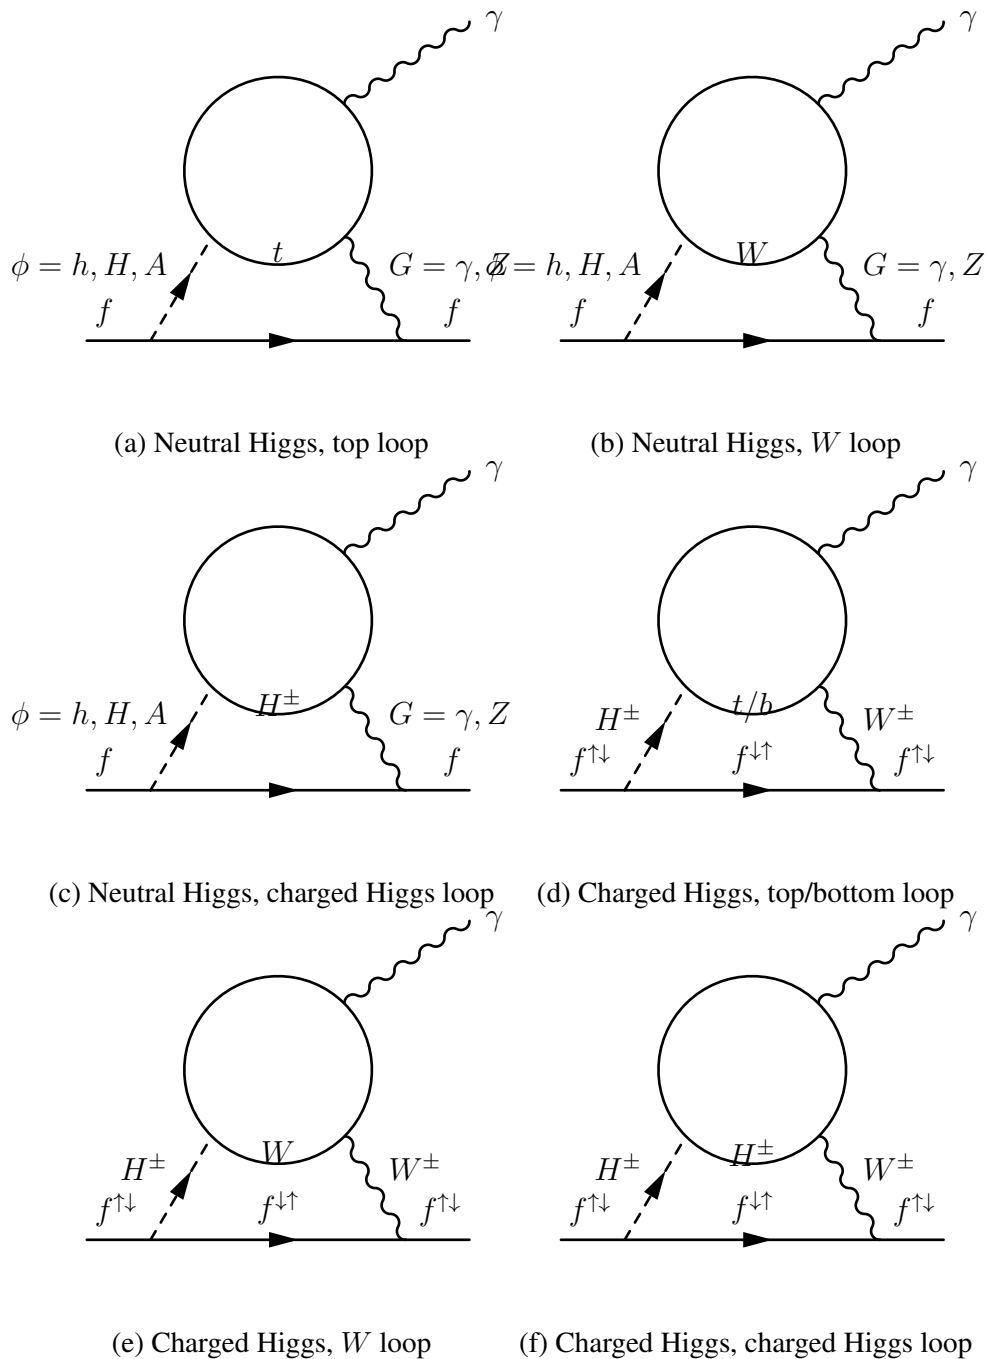 γ γ
t W
ϕ = h, H, A G = γ, Z ϕ = h, H, A G = γ, Z
f f f f
(a) Neutral Higgs, top loop (b) Neutral Higgs, W loop
γ γ
H± t/b
ϕ = h, H, A G = γ, Z H± W±
f f f↑↓ f↓↑ f↑↓
(c) Neutral Higgs, charged Higgs loop (d) Charged Higgs, top/bottom loop
γ γ
W H±
H± W± H± W±
f↑↓ f↓↑ f↑↓ f↑↓ f↓↑ f↑↓
(e) Charged Higgs, W loop (f) Charged Higgs, charged Higgs loop